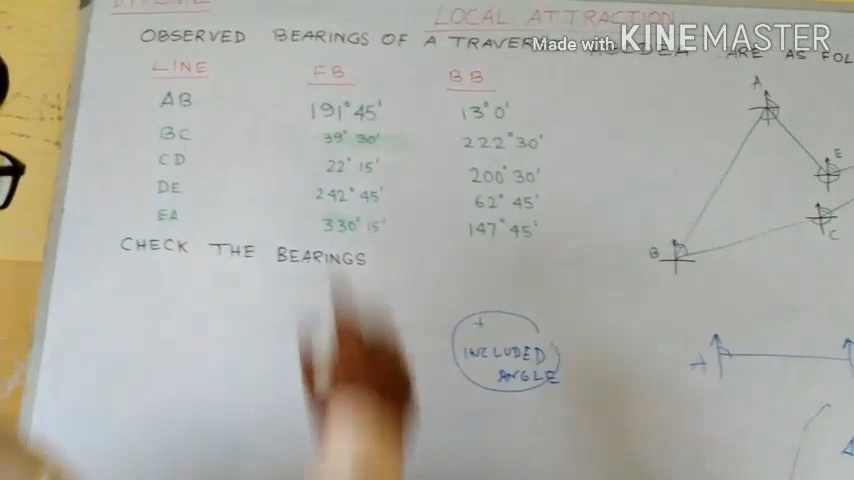 LOCAL ATTRACTION
OBSERVED BEARINGS OF A
ARE AS
Made with KINEMASTER
LINE FB BB
AB 191°45' 13°0'
BC 39°30' 222°30'
CD 22°15' 200°30'
DE 242°45' 62°45'
EA 330°15' 147°45'
CHECK THE BEARINGS
A
E
C
B
+
INCLUDED
ANGLE
A